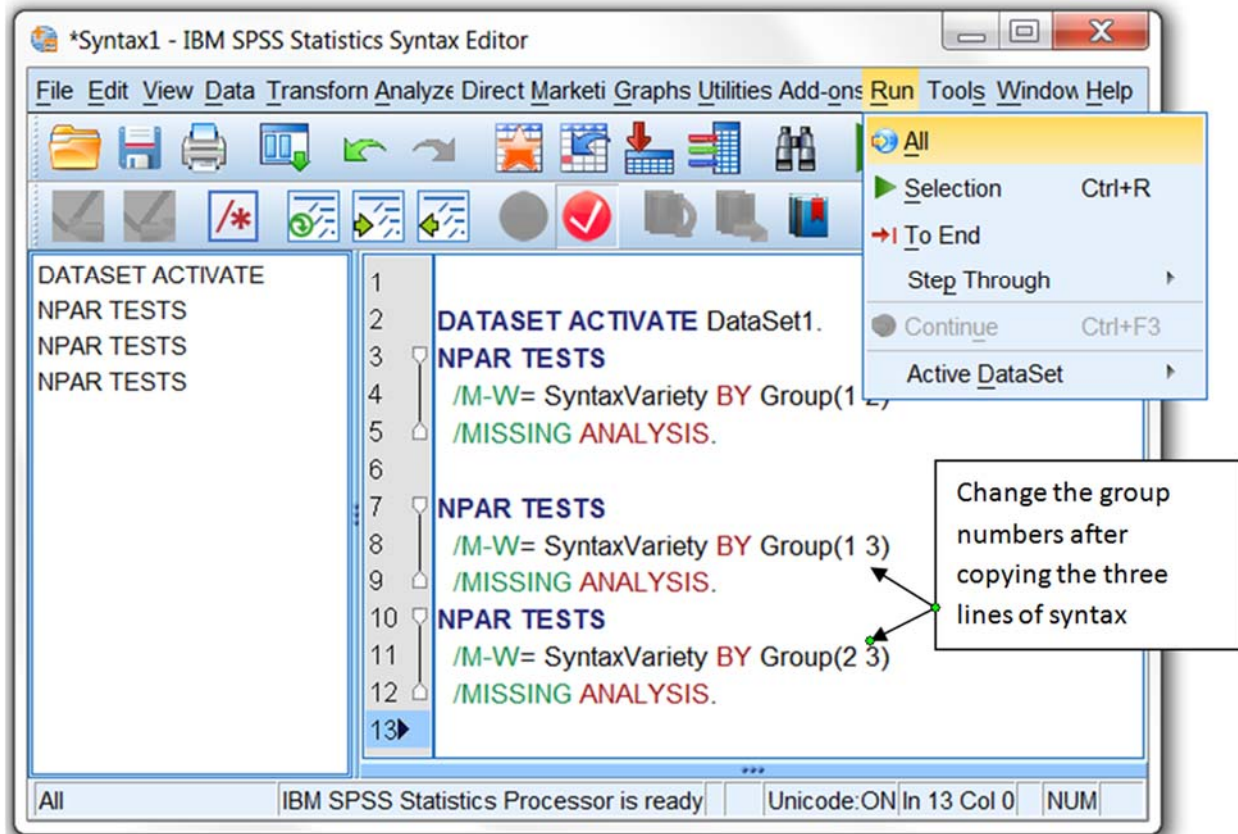 *Syntax1 - IBM SPSS Statistics Syntax Editor
File Edit View Data Transforn Analyze Direct Marketi Graphs Utilities Add-ons Run Tools Window Help
All
Selection Ctrl+R
To End
Step Through
Continue Ctrl+F3
Active DataSet
DATASET ACTIVATE
NPAR TESTS
NPAR TESTS
NPAR TESTS
1
2 DATASET ACTIVATE DataSet1.
3 NPAR TESTS
4 /M-W= SyntaxVariety BY Group(1 2)
5 /MISSING ANALYSIS.
6
7 NPAR TESTS
8 /M-W= SyntaxVariety BY Group(1 3)
9 /MISSING ANALYSIS.
10 NPAR TESTS
11 /M-W= SyntaxVariety BY Group(2 3)
12 /MISSING ANALYSIS.
13
Change the group
numbers after
copying the three
lines of syntax
All IBM SPSS Statistics Processor is ready Unicode:ON In 13 Col 0 NUM